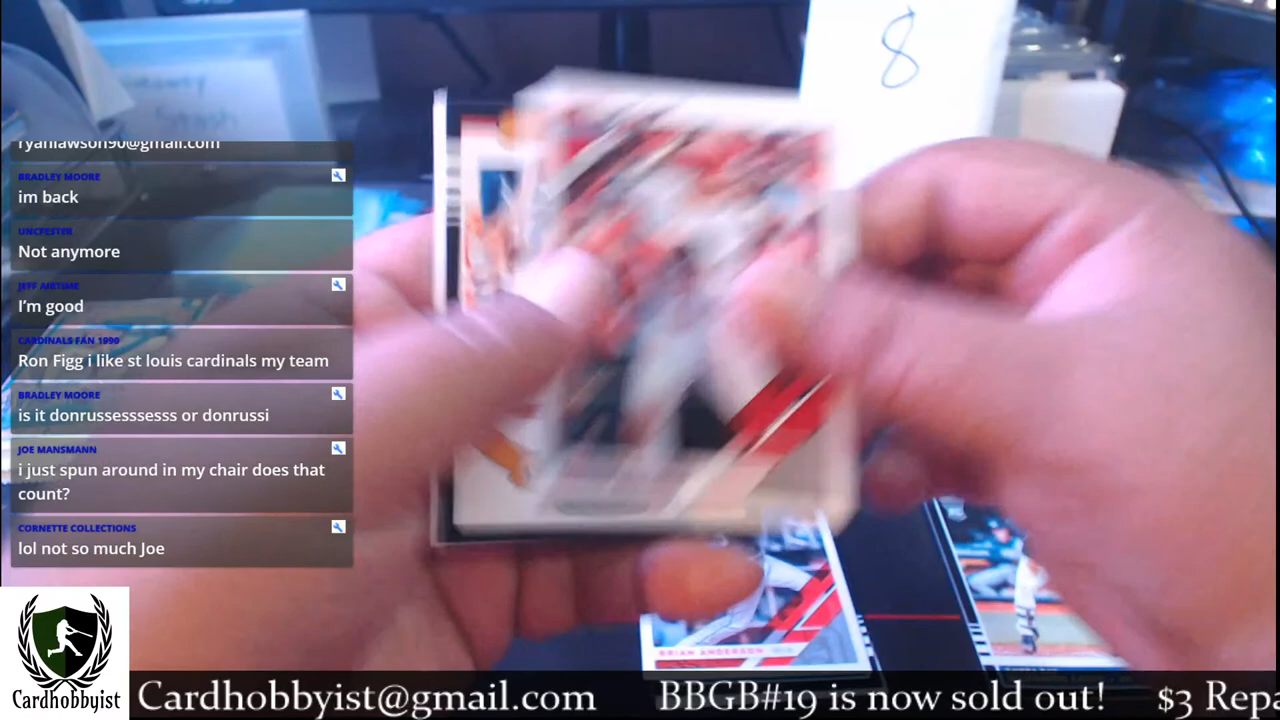 8
ryanlawson90@gmail.com
BRADLEY MOORE
im back
UNCFESTER
Not anymore
JEFF AIRTIME
I'm good
CARDINALS FAN 1990
Ron Figg i like st louis cardinals my team
BRADLEY MOORE
is it donrussesssesss or donrussi
JOE MANSMANN
i just spun around in my chair does that
count?
CORNETTE COLLECTIONS
lol not so much Joe
BRIAN ANDERSON
Cardhobbyist
Cardhobbyist@gmail.com BBGB#19 is now sold out! $3 Repa